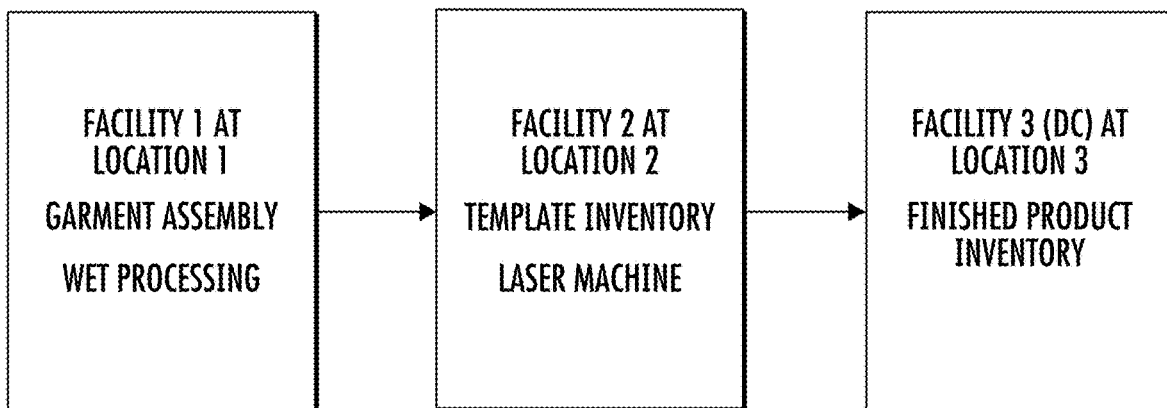 FACILITY 1 AT
LOCATION 1
GARMENT ASSEMBLY
WET PROCESSING
FACILITY 2 AT
LOCATION 2
TEMPLATE INVENTORY
LASER MACHINE
FACILITY 3 (DC) AT
LOCATION 3
FINISHED PRODUCT
INVENTORY